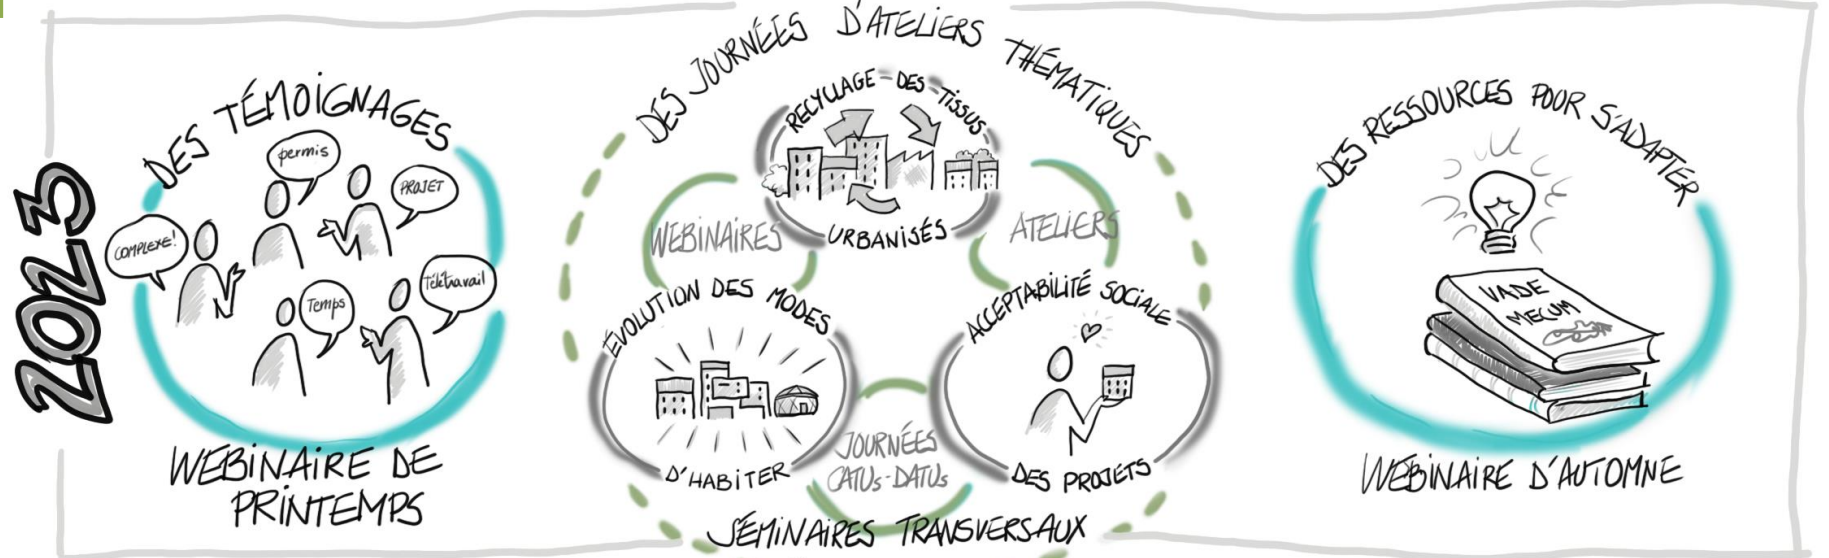 2023
DES TÉMOIGNAGES
permis
PROJET
COMPLEXE!
Temps
Télétravail
WEBINAIRE DE
PRINTEMPS
DES JOURNÉES D'ATELIERS THÉMATIQUES
RECYCLAGE DES TISSUS
URBANISÉS
WEBINAIRES
ATELIERS
ÉVOLUTION DES MODES
D'HABITER
ACCEPTABILITÉ SOCIALE
DES PROJETS
JOURNÉES
CATUs-DATUs
SÉMINAIRES TRANSVERSAUX
DES RESSOURCES POUR S'ADAPTER
VADE
MECUM
WEBINAIRE D'AUTOMNE